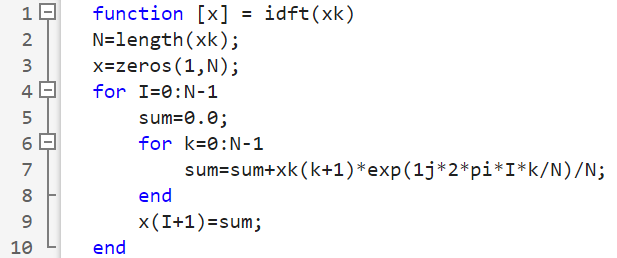 1 function [x] = idft(xk)
2 N=length(xk);
3 x=zeros(1,N);
4 for I=0:N-1
5 sum=0.0;
6 for k=0:N-1
7 sum=sum+xk(k+1)*exp(1j*2*pi*I*k/N)/N;
8 end
9 x(I+1)=sum;
10 end